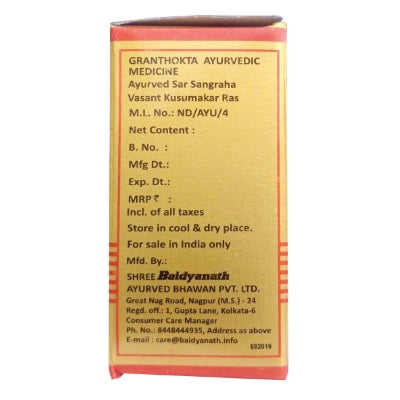 GRANTHOKTA AYURVEDIC
MEDICINE
Ayurved Sar Sangraha
Vasant Kusumakar Ras
M.L. No.: ND/AYU/4
Net Content :
B. No. :
Mfg Dt.:
Exp. Dt.:
MRP ₹ :
Incl. of all taxes
Store in cool & dry place.
For sale in India only
Mfd. By.:
SHREE Baidyanath
AYURVED BHAWAN PVT. LTD.
Great Nag Road, Nagpur (M.S.) - 24
Regd. off.: 1, Gupta Lane, Kolkata-6
Consumer Care Manager
Ph. No.: 8448444935, Address as above
E-mail : care@baidyanath.info
692019